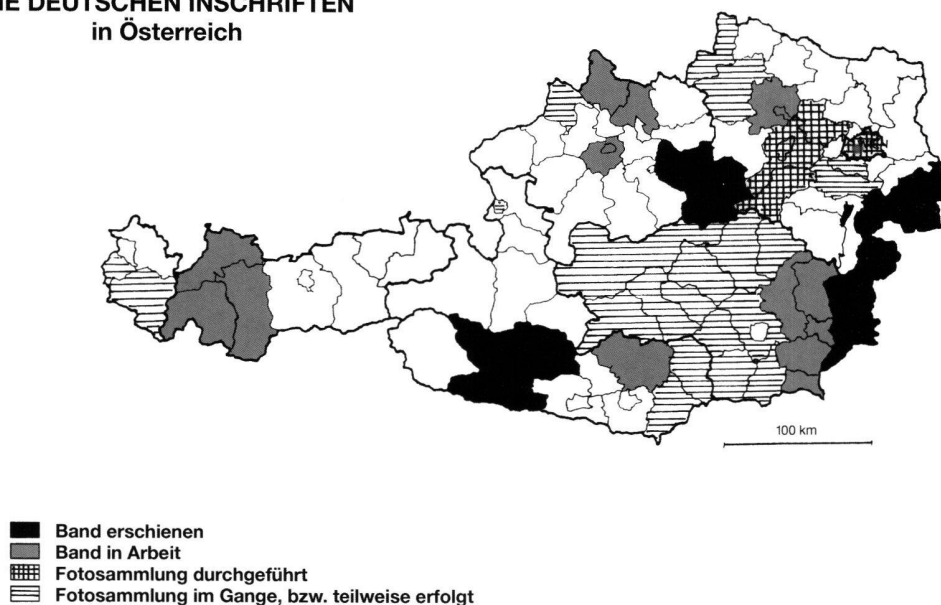 IE DEUTSCHEN INSCHRIFTEN
in Österreich
100 km
Band erschienen
Band in Arbeit
Fotosammlung durchgeführt
Fotosammlung im Gange, bzw. teilweise erfolgt